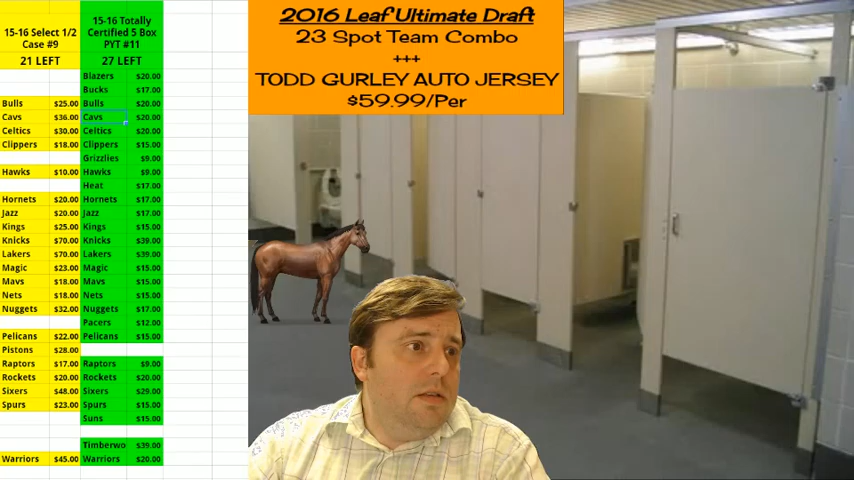 15-16 Select 1/2
Case #9
21 LEFT
Bulls $25.00
Cavs $36.00
Celtics $30.00
Clippers $18.00
Hawks $10.00
Hornets $20.00
Jazz $20.00
Kings $25.00
Knicks $70.00
Lakers $70.00
Magic $23.00
Mavs $18.00
Nets $18.00
Nuggets $32.00
Pelicans $22.00
Pistons $28.00
Raptors $17.00
Rockets $20.00
Sixers $48.00
Spurs $23.00
Warriors $45.00
15-16 Totally
Certified 5 Box
PYT #11
27 LEFT
Blazers $20.00
Bucks $17.00
Bulls $20.00
Cavs $20.00
Celtics $20.00
Clippers $15.00
Grizzlies $9.00
Hawks $9.00
Heat $17.00
Hornets $17.00
Jazz $17.00
Kings $15.00
Knicks $39.00
Lakers $39.00
Magic $15.00
Mavs $15.00
Nets $15.00
Nuggets $17.00
Pacers $12.00
Pelicans $15.00
Raptors $9.00
Rockets $20.00
Sixers $29.00
Spurs $15.00
Suns $15.00
Timberwo $39.00
Warriors $20.00
2016 Leaf Ultimate Draft
23 Spot Team Combo
+++
TODD GURLEY AUTO JERSEY
$59.99/Per